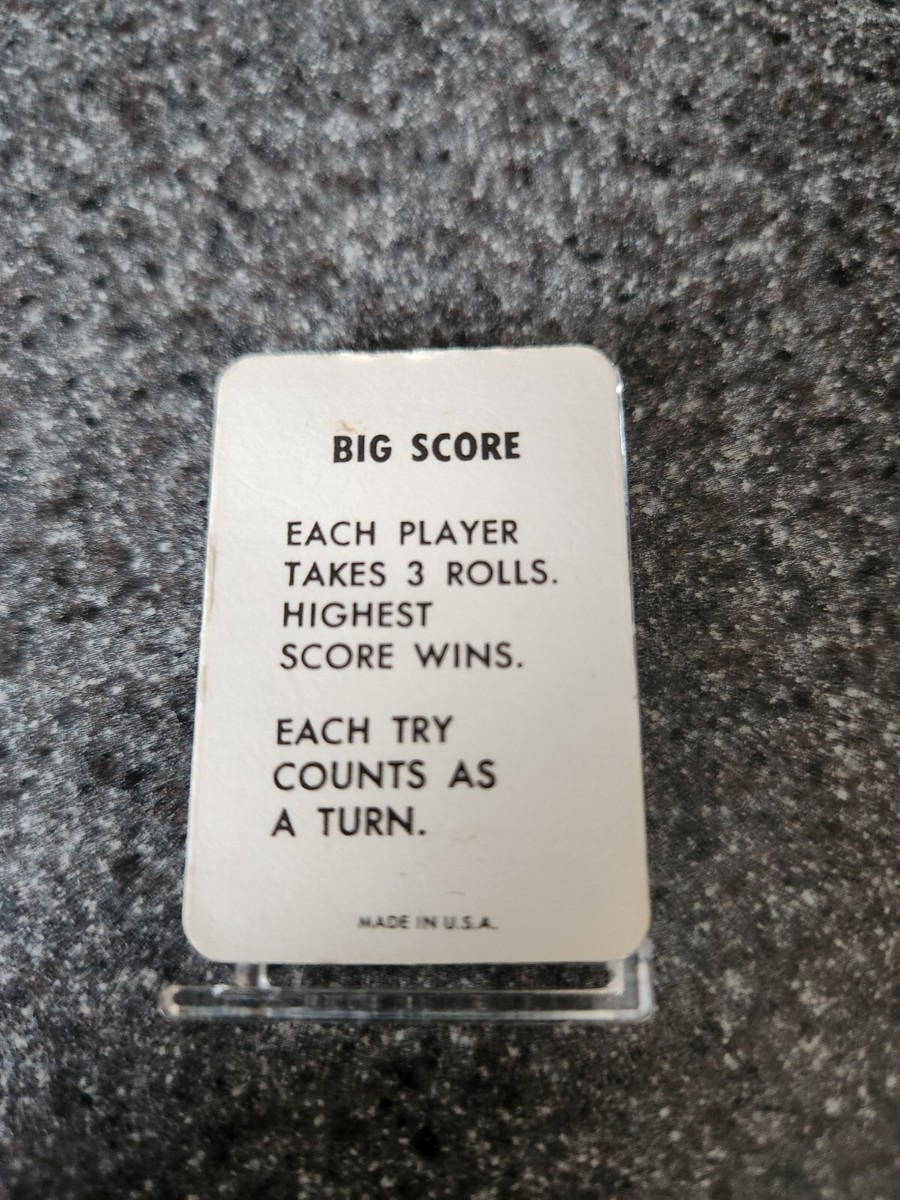 BIG SCORE
EACH PLAYER
TAKES 3 ROLLS.
HIGHEST
SCORE WINS.
EACH TRY
COUNTS AS
A TURN.
MADE IN U.S.A.